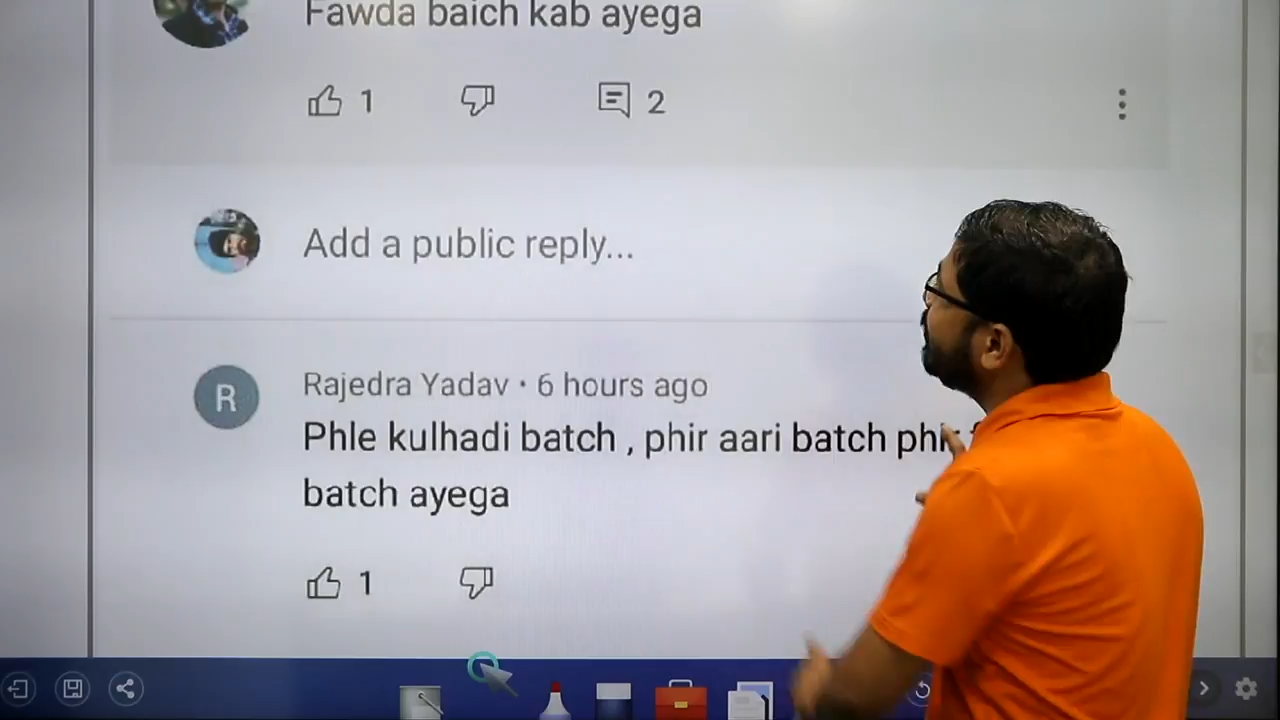 Fawda baich kab ayega
1
2
Add a public reply...
R
Rajedra Yadav • 6 hours ago
Phle kulhadi batch , phir aari batch phir
batch ayega
1